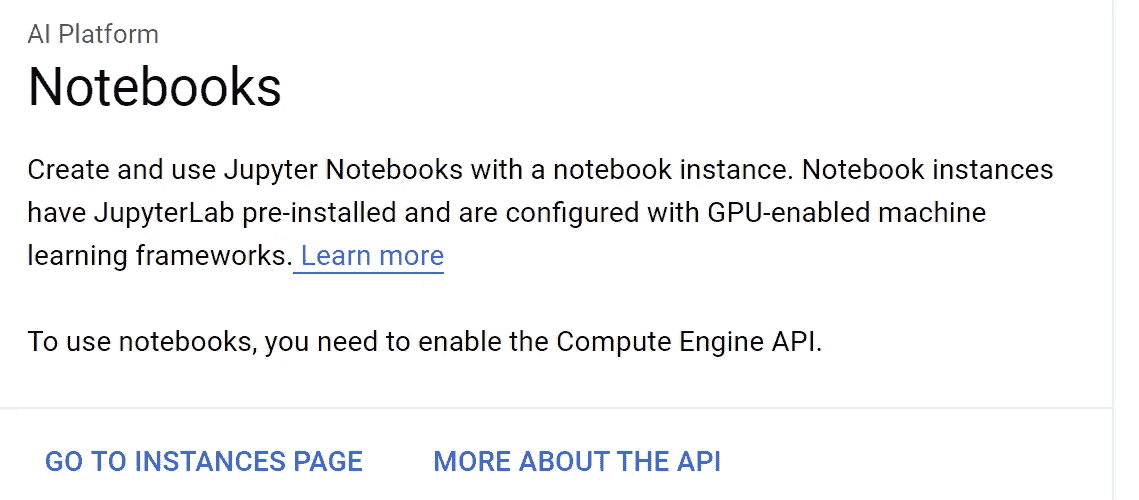 AI Platform
Notebooks
Create and use Jupyter Notebooks with a notebook instance. Notebook instances
have JupyterLab pre-installed and are configured with GPU-enabled machine
learning frameworks. Learn more
To use notebooks, you need to enable the Compute Engine API.
GO TO INSTANCES PAGE MORE ABOUT THE API